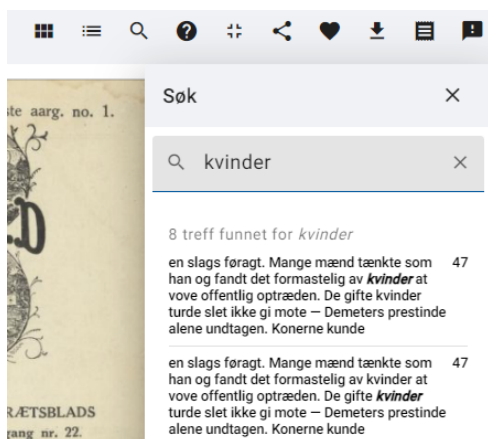 ste aarg. no. 1.
Søk
kvinder
8 treff funnet for kvinder
en slags føragt. Mange mænd tænkte som 47
han og fandt det formastelig av kvinder at
vove offentlig optræden. De gifte kvinder
turde slet ikke gi mote — Demeters prestinde
alene undtagen. Konerne kunde
en slags føragt. Mange mænd tænkte som 47
han og fandt det formastelig av kvinder at
vove offentlig optræden. De gifte kvinder
turde slet ikke gi mote — Demeters prestinde
alene undtagen. Konerne kunde
RÆTSBLADS
gang nr. 22.